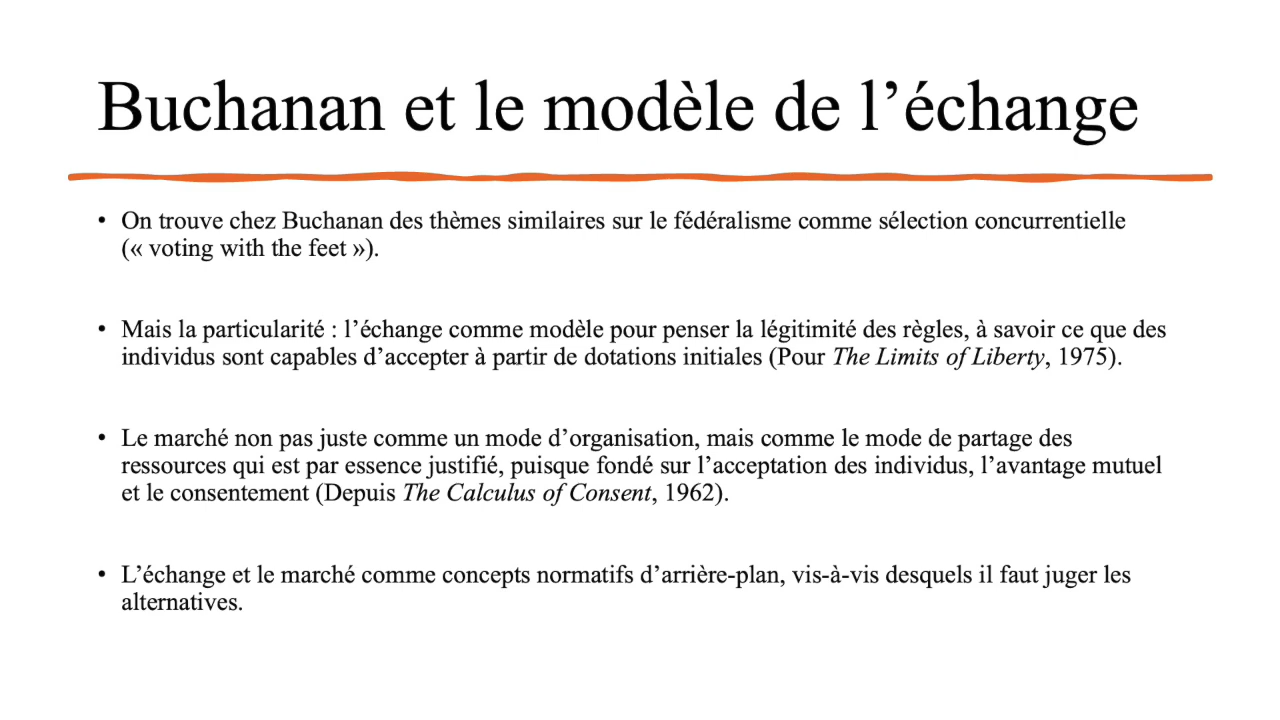 Buchanan et le modèle de l’échange
• On trouve chez Buchanan des thèmes similaires sur le fédéralisme comme sélection concurrentielle
(« voting with the feet »).
• Mais la particularité : l’échange comme modèle pour penser la légitimité des règles, à savoir ce que des
individus sont capables d’accepter à partir de dotations initiales (Pour The Limits of Liberty, 1975).
• Le marché non pas juste comme un mode d’organisation, mais comme le mode de partage des
ressources qui est par essence justifié, puisque fondé sur l’acceptation des individus, l’avantage mutuel
et le consentement (Depuis The Calculus of Consent, 1962).
• L’échange et le marché comme concepts normatifs d’arrière-plan, vis-à-vis desquels il faut juger les
alternatives.